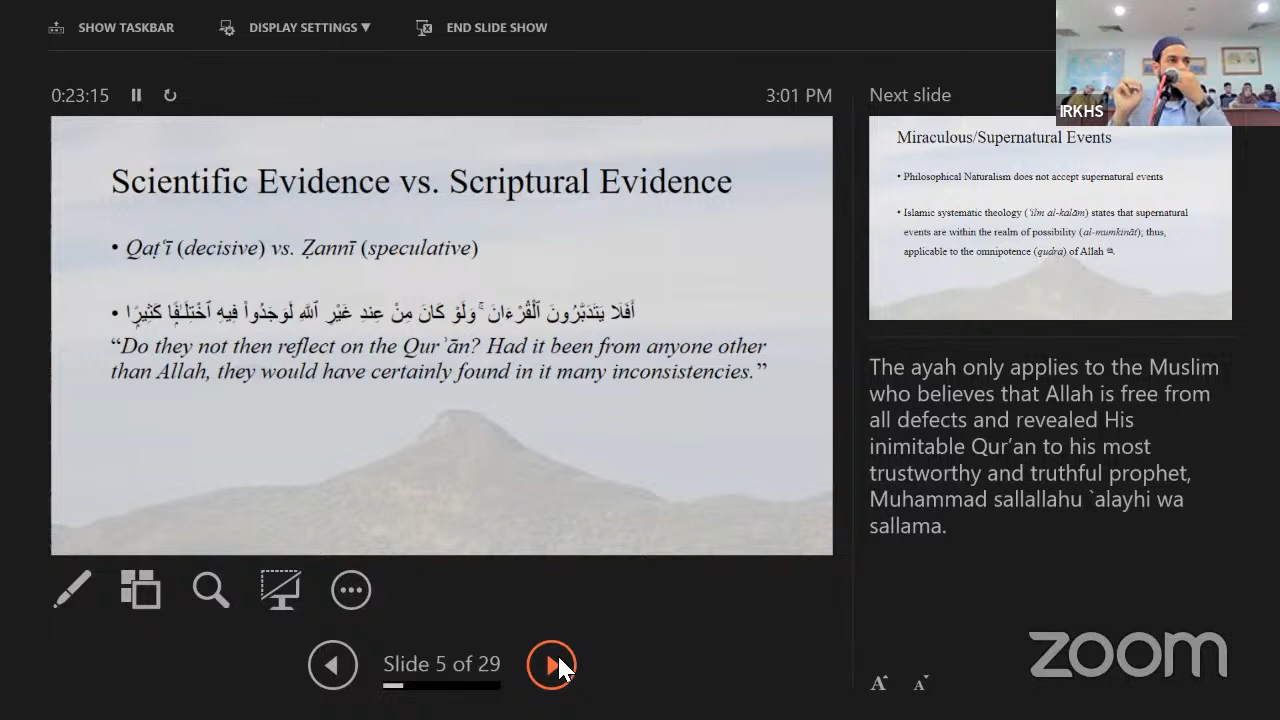 SHOW TASKBAR
DISPLAY SETTINGS ▼
END SLIDE SHOW
IRKHS
0:23:15
3:01 PM
Next slide
Scientific Evidence vs. Scriptural Evidence
• Qaṭʿī (decisive) vs. Ẓannī (speculative)
• أَفَلَا يَتَدَبَّرُونَ ٱلْقُرْءَانَ ۚ وَلَوْ كَانَ مِنْ عِندِ غَيْرِ ٱللَّهِ لَوَجَدُوا۟ فِيهِ ٱخْتِلَـٰفًۭا كَثِيرًۭا
“Do they not then reflect on the Qurʾān? Had it been from anyone other
than Allah, they would have certainly found in it many inconsistencies.”
Miraculous/Supernatural Events
• Philosophical Naturalism does not accept supernatural events
• Islamic systematic theology (ʿilm al-kalām) states that supernatural
events are within the realm of possibility (al-mumkināt); thus,
applicable to the omnipotence (qudra) of Allah ﷻ.
The ayah only applies to the Muslim
who believes that Allah is free from
all defects and revealed His
inimitable Qur’an to his most
trustworthy and truthful prophet,
Muhammad sallallahu `alayhi wa
sallama.
Slide 5 of 29
A A
zoom